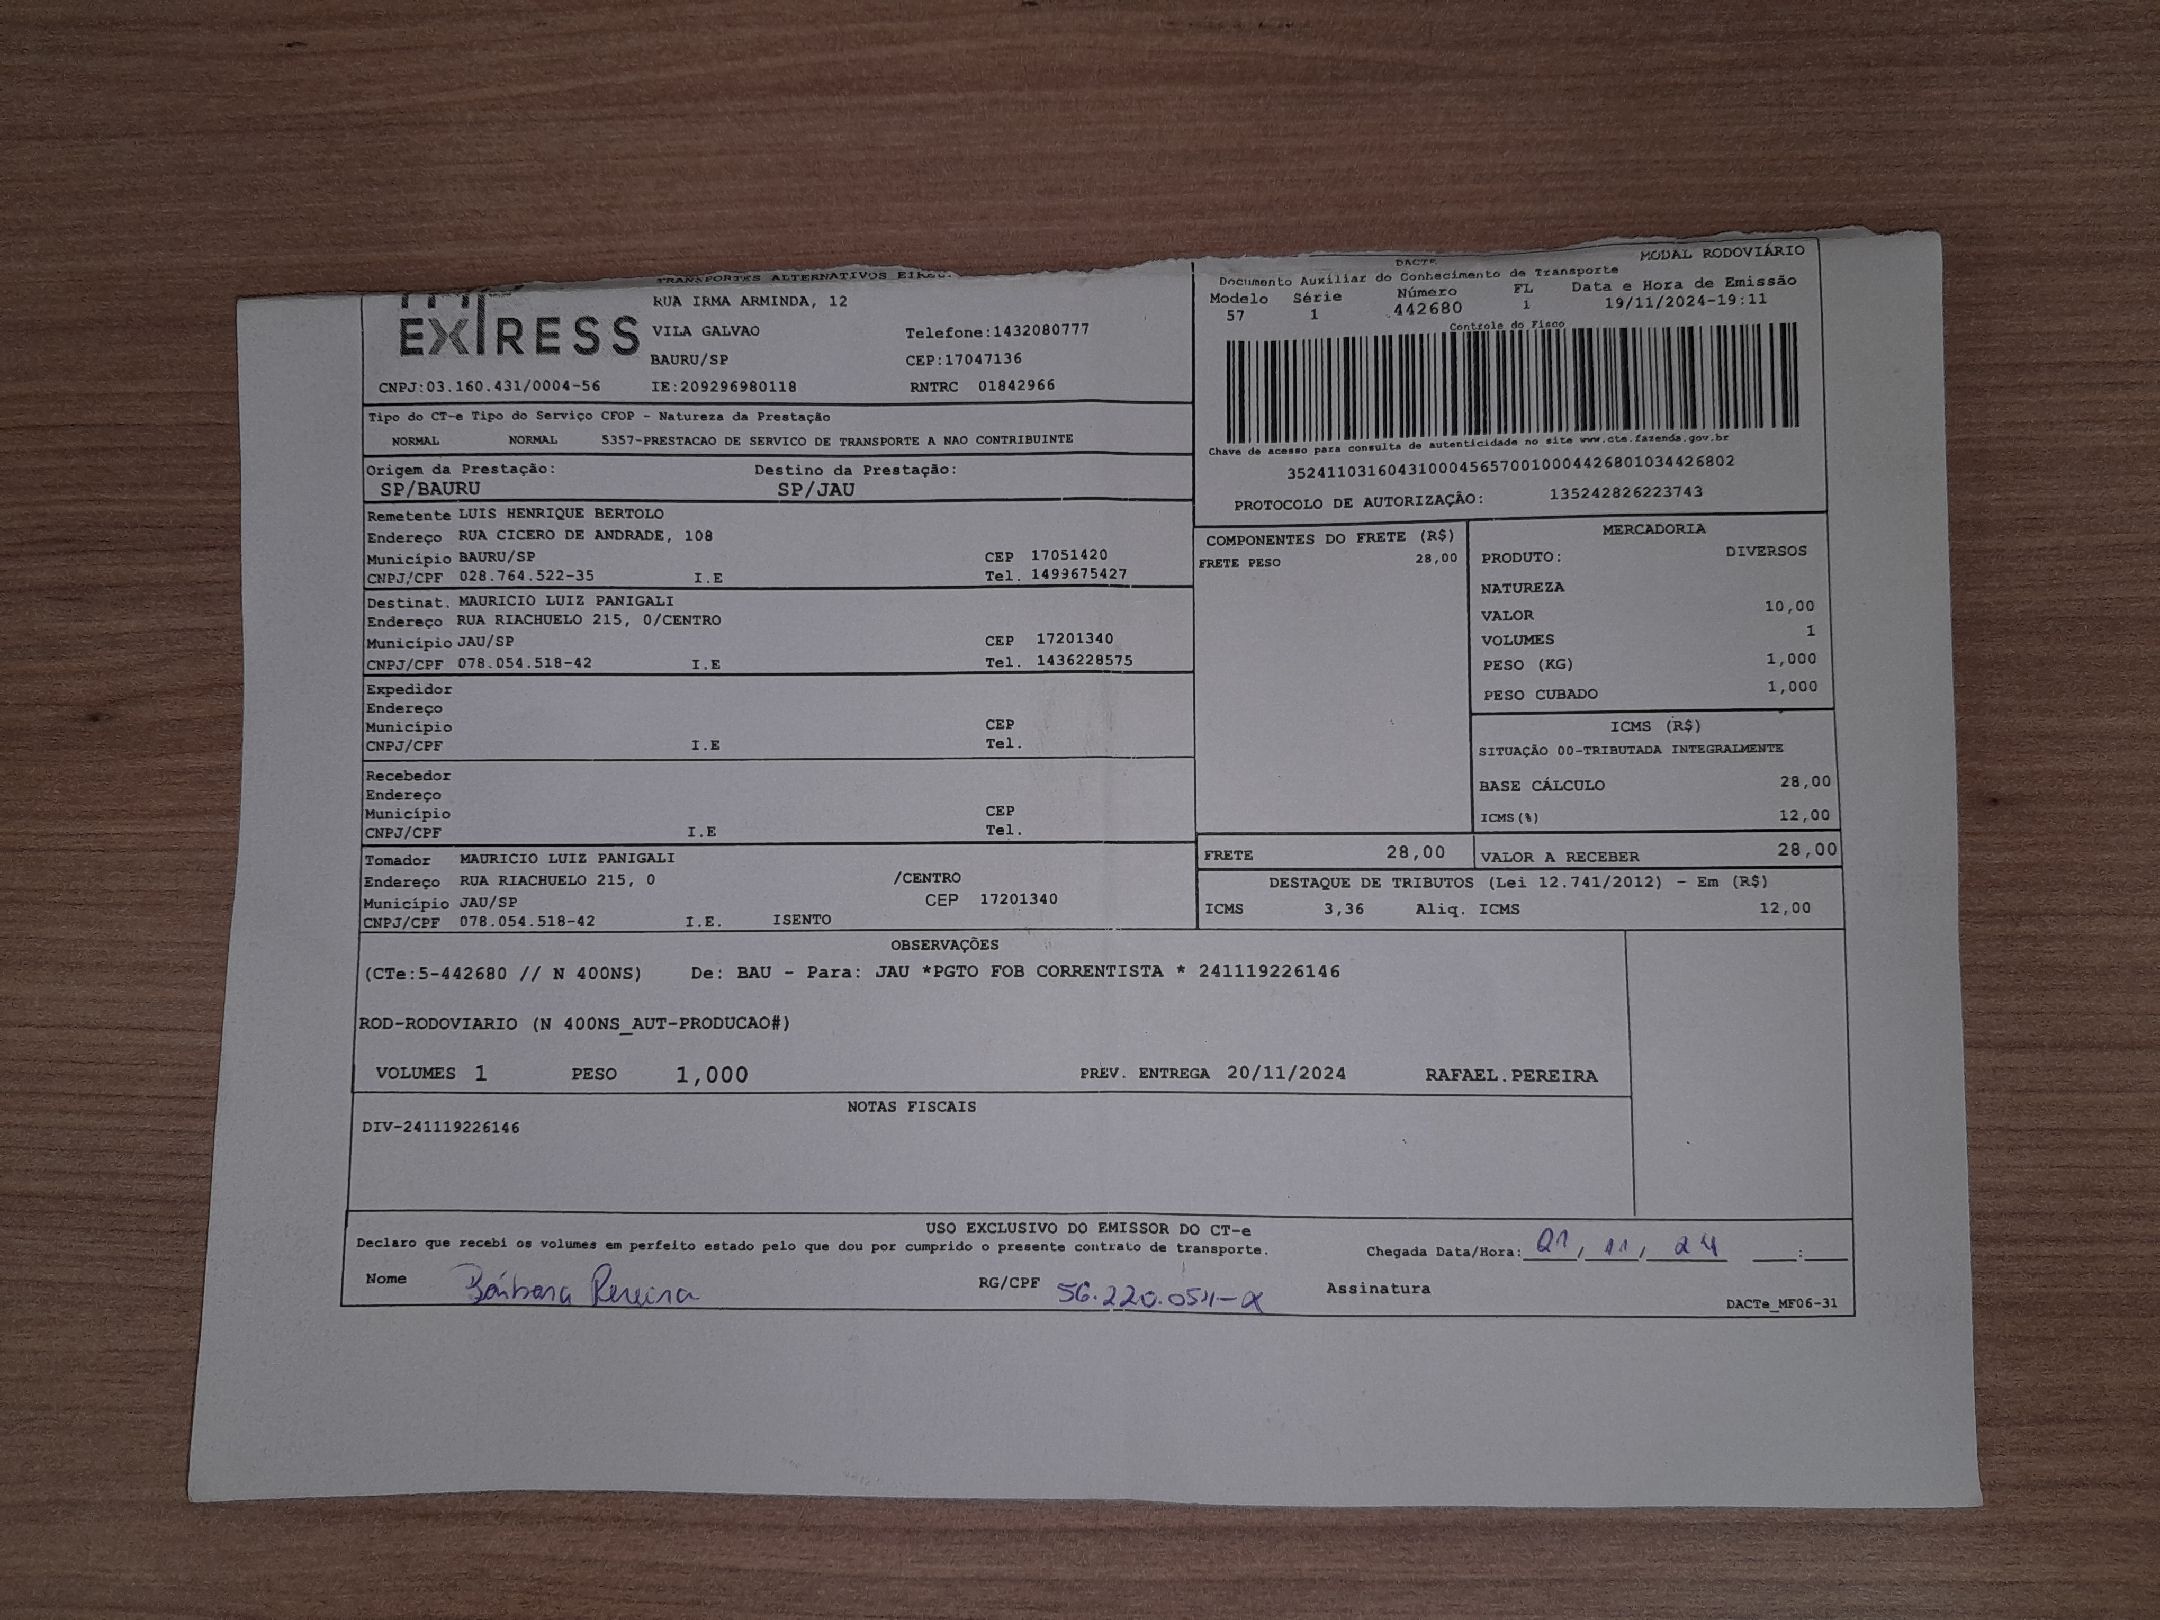 TRANSPORTES ALTERNATIVOS
EXPRESS
RUA IRMA ARMINDA, 12
VILA GALVAO Telefone:1432080777
BAURU/SP CEP:17047136
CNPJ:03.160.431/0004-56 IE:209296980118 RNTRC 01842966
DACTE MODAL RODOVIÁRIO
Documento Auxiliar do Conhecimento de Transporte
Modelo Série Número FL Data e Hora de Emissão
57 1 442680 1 19/11/2024-19:11
Controle do Fisco
Chave de acesso para consulta de autenticidade no site www.cte.fazenda.gov.br
35241103160431000456570010004426801034426802
PROTOCOLO DE AUTORIZAÇÃO: 135242826223743
Tipo do CT-e Tipo do Serviço CFOP - Natureza da Prestação
NORMAL NORMAL 5357-PRESTACAO DE SERVICO DE TRANSPORTE A NAO CONTRIBUINTE
Origem da Prestação: Destino da Prestação:
SP/BAURU SP/JAU
Remetente LUIS HENRIQUE BERTOLO
Endereço RUA CICERO DE ANDRADE, 108
Município BAURU/SP CEP 17051420
CNPJ/CPF 028.764.522-35 I.E Tel. 1499675427
Destinat. MAURICIO LUIZ PANIGALI
Endereço RUA RIACHUELO 215, 0/CENTRO
Município JAU/SP CEP 17201340
CNPJ/CPF 078.054.518-42 I.E Tel. 1436228575
Expedidor
Endereço
Município CEP
CNPJ/CPF I.E Tel.
Recebedor
Endereço
Município CEP
CNPJ/CPF I.E Tel.
Tomador MAURICIO LUIZ PANIGALI
Endereço RUA RIACHUELO 215, 0 /CENTRO
Município JAU/SP CEP 17201340
CNPJ/CPF 078.054.518-42 I.E. ISENTO
COMPONENTES DO FRETE (R$)
FRETE PESO 28,00
MERCADORIA
PRODUTO: DIVERSOS
NATUREZA
VALOR 10,00
VOLUMES 1
PESO (KG) 1,000
PESO CUBADO 1,000
ICMS (R$)
SITUAÇÃO 00-TRIBUTADA INTEGRALMENTE
BASE CÁLCULO 28,00
ICMS(%) 12,00
FRETE 28,00 VALOR A RECEBER 28,00
DESTAQUE DE TRIBUTOS (Lei 12.741/2012) - Em (R$)
ICMS 3,36 Aliq. ICMS 12,00
OBSERVAÇÕES
(CTe:5-442680 // N 400NS) De: BAU - Para: JAU *PGTO FOB CORRENTISTA * 241119226146
ROD-RODOVIARIO (N 400NS_AUT-PRODUCAO#)
VOLUMES 1 PESO 1,000 PREV. ENTREGA 20/11/2024 RAFAEL.PEREIRA
NOTAS FISCAIS
DIV-241119226146
USO EXCLUSIVO DO EMISSOR DO CT-e
Declaro que recebi os volumes em perfeito estado pelo que dou por cumprido o presente contrato de transporte. Chegada Data/Hora: 21/11/24 __:__
Nome Bárbara Pereira RG/CPF Assinatura
DACTe_MF06-31